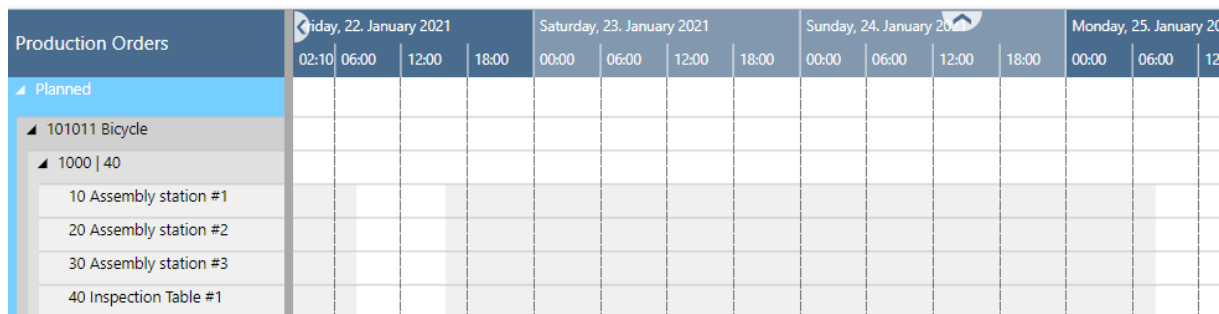 Production Orders
riday, 22. January 2021 Saturday, 23. January 2021 Sunday, 24. January 20 Monday, 25. January 20
02:10 06:00 12:00 18:00 00:00 06:00 12:00 18:00 00:00 06:00 12:00 18:00 00:00 06:00 12
Planned
101011 Bicycle
1000 | 40
10 Assembly station #1
20 Assembly station #2
30 Assembly station #3
40 Inspection Table #1